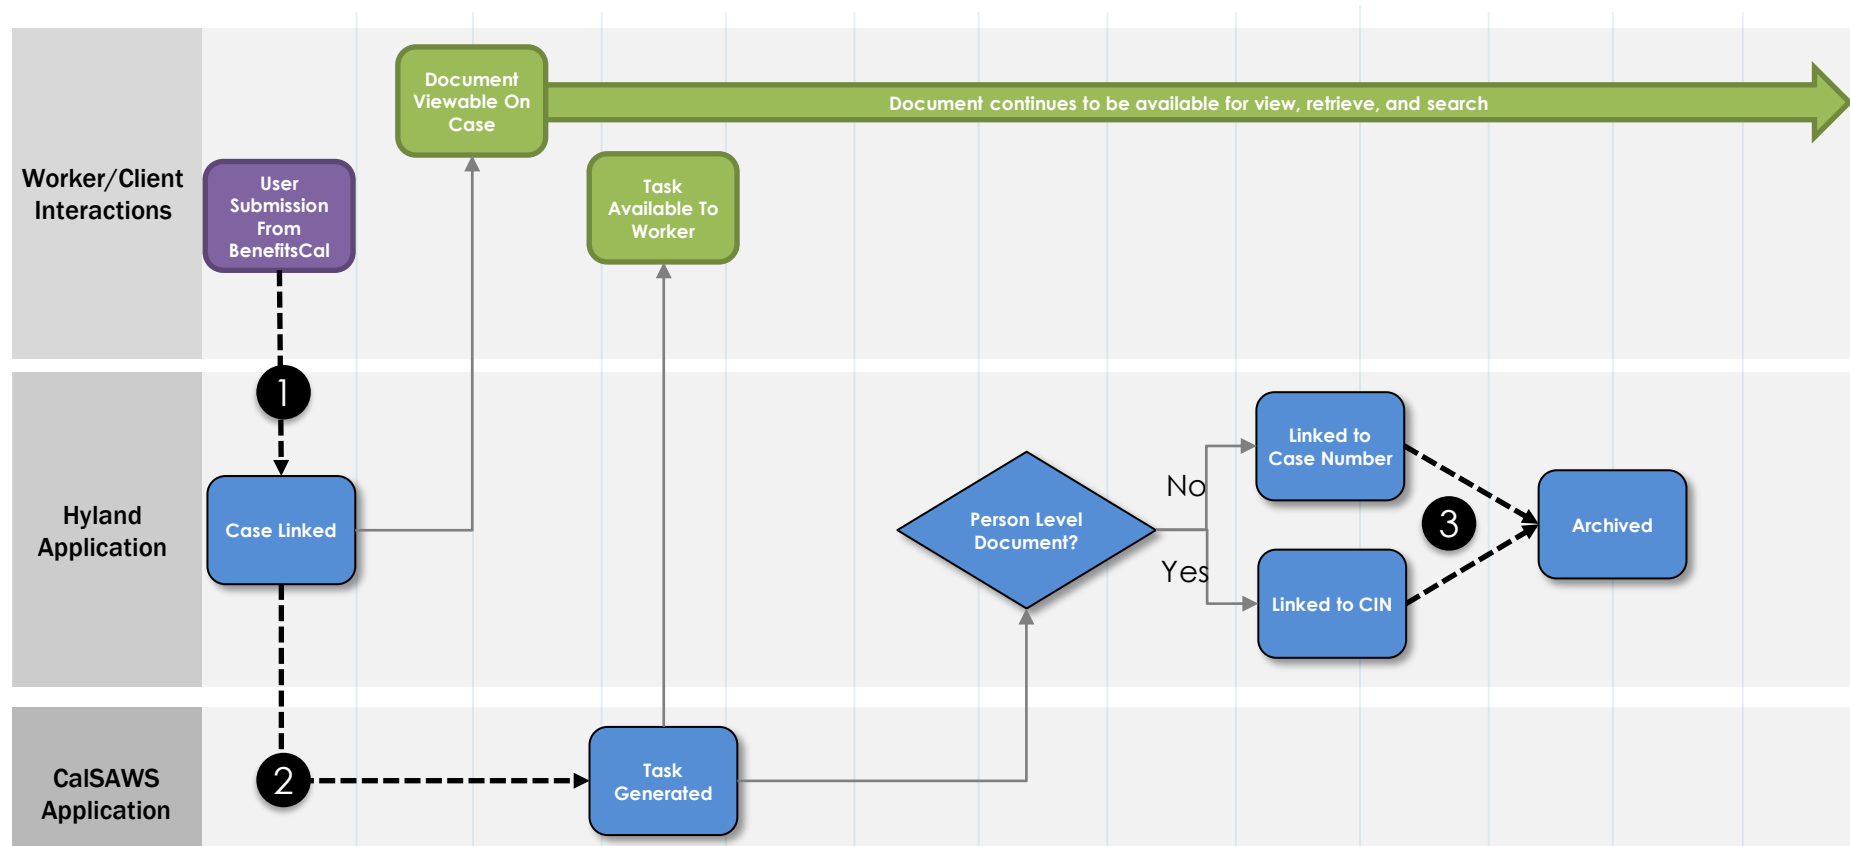 Worker/Client
Interactions
Document
Viewable On
Case
Document continues to be available for view, retrieve, and search
User
Submission
From
BenefitsCal
Task
Available To
Worker
1
Hyland
Application
Case Linked
Person Level
Document?
No
Yes
Linked to
Case Number
Linked to CIN
3
Archived
CalSAWS
Application
2
Task
Generated